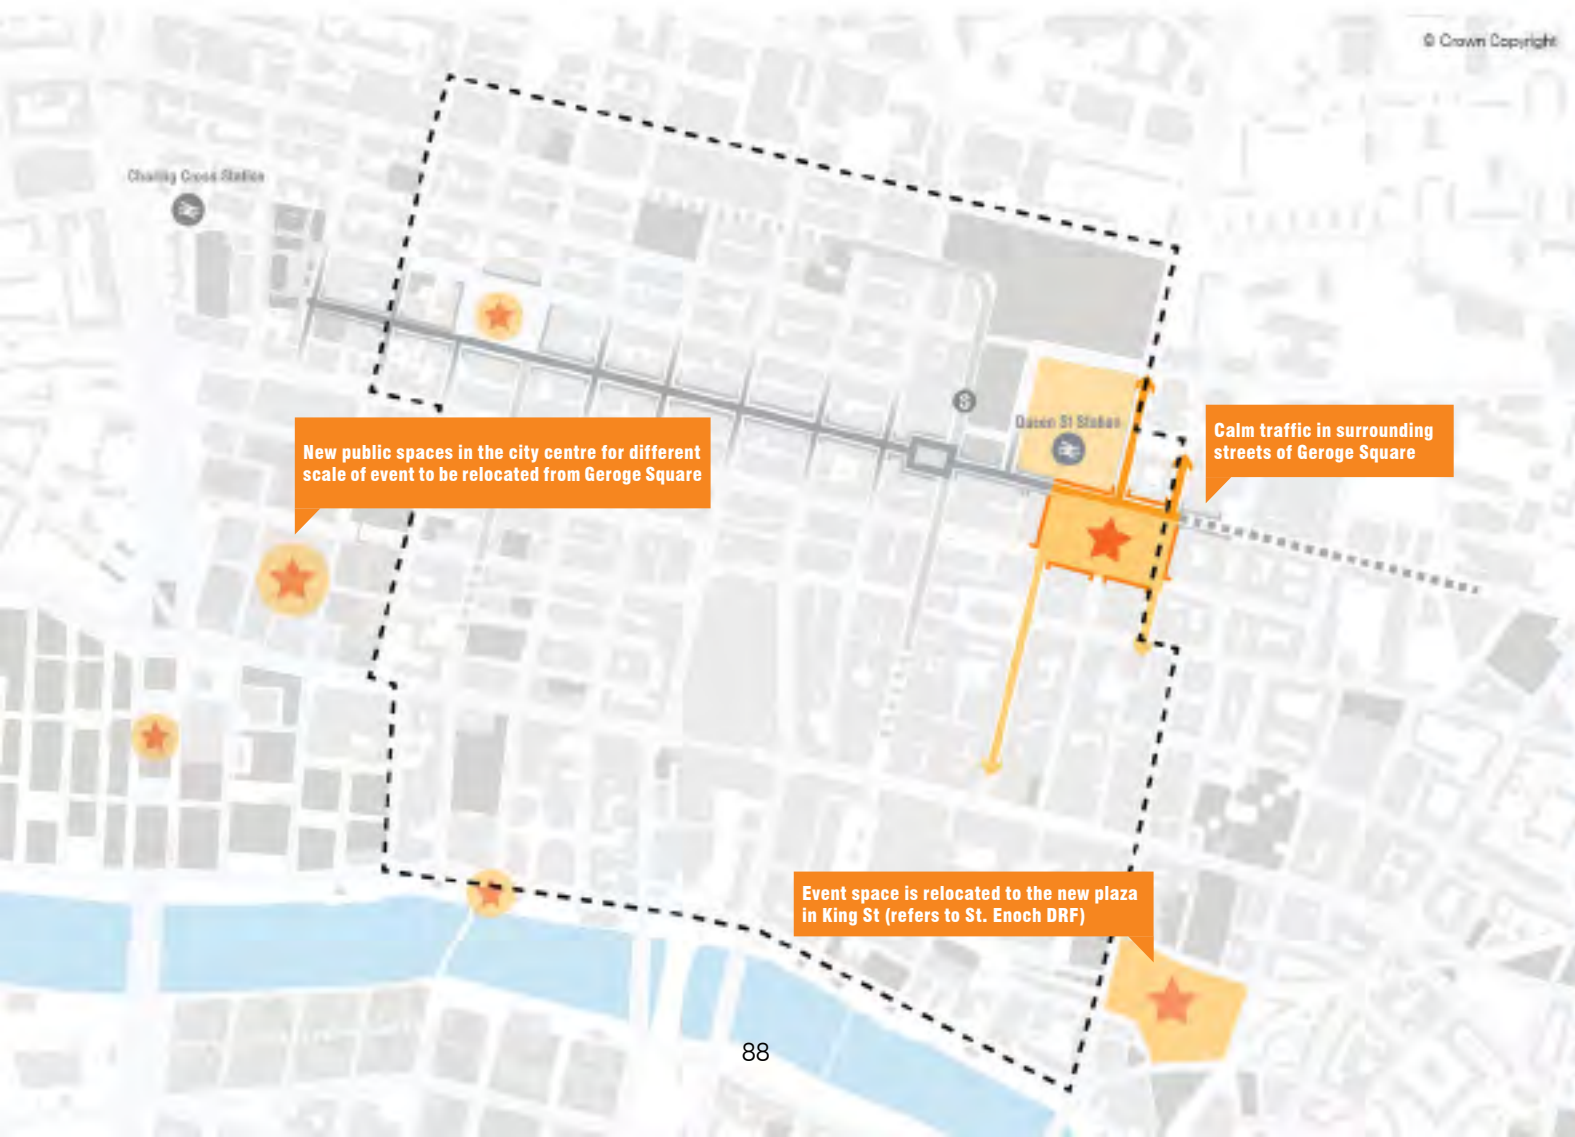 © Crown Copyright
Charing Cross Station
Queen St Station
S
New public spaces in the city centre for different
scale of event to be relocated from Geroge Square
Calm traffic in surrounding
streets of Geroge Square
Event space is relocated to the new plaza
in King St (refers to St. Enoch DRF)
88